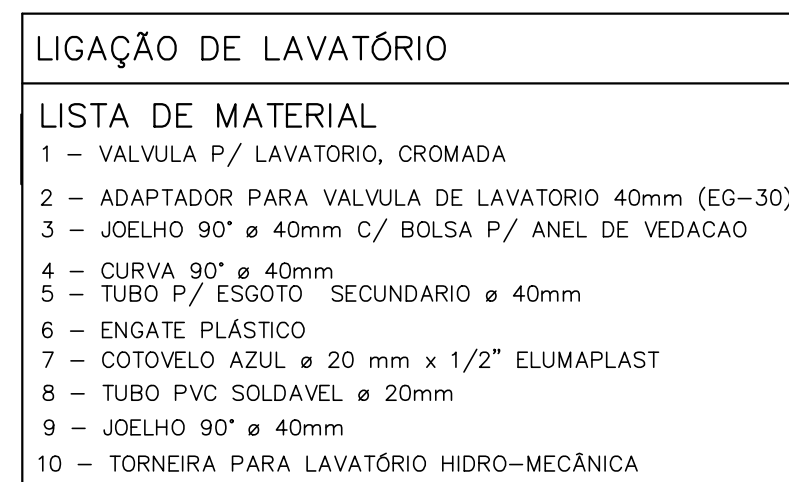 LIGAÇÃO DE LAVATÓRIO
LISTA DE MATERIAL
1 – VALVULA P/ LAVATORIO, CROMADA
2 – ADAPTADOR PARA VALVULA DE LAVATORIO 40mm (EG–30)
3 – JOELHO 90° ø 40mm C/ BOLSA P/ ANEL DE VEDACAO
4 – CURVA 90° ø 40mm
5 – TUBO P/ ESGOTO  SECUNDARIO ø 40mm
6 – ENGATE PLÁSTICO
7 – COTOVELO AZUL ø 20 mm x 1/2" ELUMAPLAST
8 – TUBO PVC SOLDAVEL ø 20mm
9 – JOELHO 90° ø 40mm
10 – TORNEIRA PARA LAVATÓRIO HIDRO–MECÂNICA